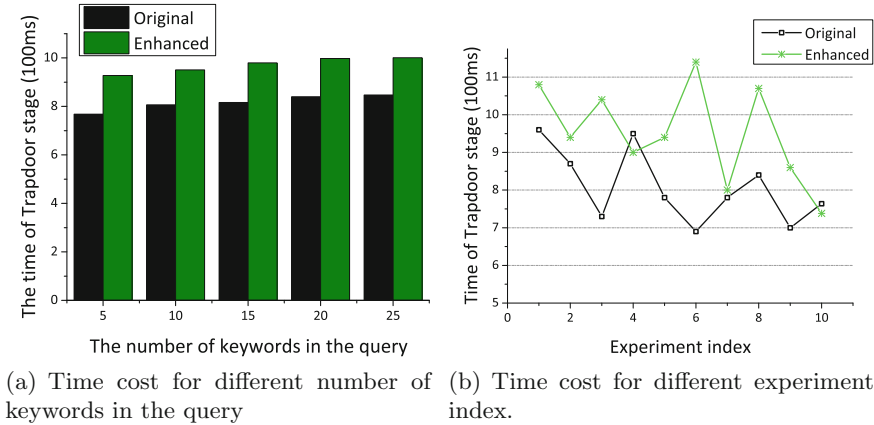 Original
Enhanced
The time of Trapdoor stage (100ms)
10
8
6
4
2
0
5 10 15 20 25
The number of keywords in the query
(a) Time cost for different number of
keywords in the query
Original
Enhanced
Time of Trapdoor stage (100ms)
11
10
9
8
7
6
5
0 2 4 6 8 10
Experiment index
(b) Time cost for different experiment
index.